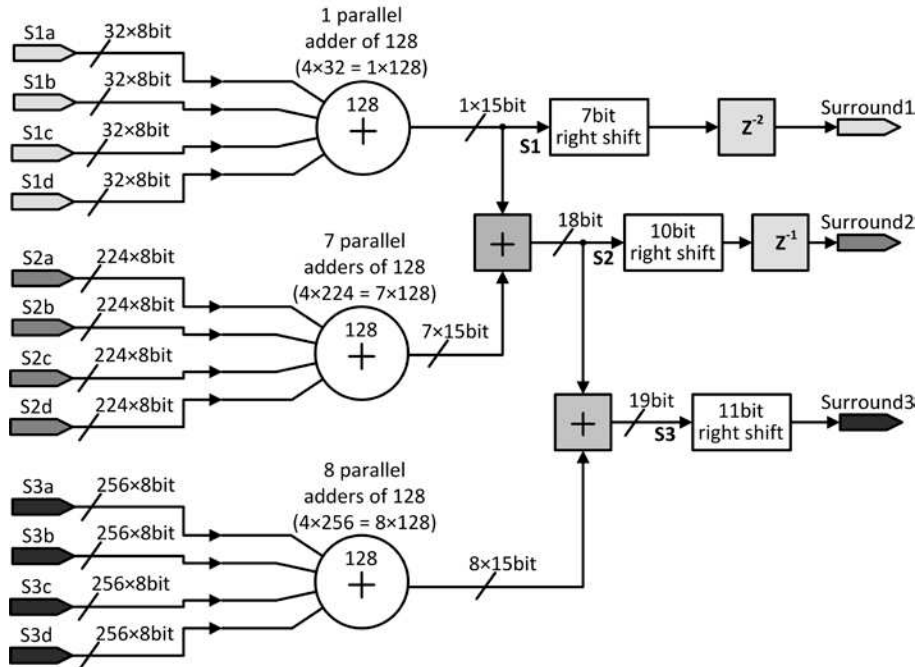 S1a
32×8bit
S1b
32×8bit
S1c
32×8bit
S1d
32×8bit
1 parallel
adder of 128
(4×32 = 1×128)
128
+
1×15bit
S1
7bit
right shift
Z⁻²
Surround1
S2a
224×8bit
S2b
224×8bit
S2c
224×8bit
S2d
224×8bit
7 parallel
adders of 128
(4×224 = 7×128)
128
+
7×15bit
+
18bit
S2
10bit
right shift
Z⁻¹
Surround2
S3a
256×8bit
S3b
256×8bit
S3c
256×8bit
S3d
256×8bit
8 parallel
adders of 128
(4×256 = 8×128)
128
+
8×15bit
+
19bit
S3
11bit
right shift
Surround3